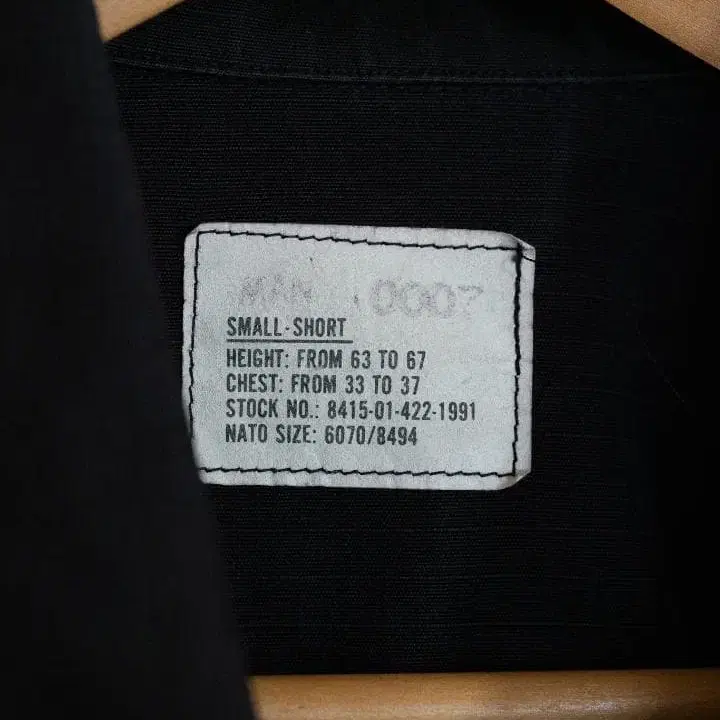 MAN 0007
SMALL-SHORT
HEIGHT: FROM 63 TO 67
CHEST: FROM 33 TO 37
STOCK NO.: 8415-01-422-1991
NATO SIZE: 6070/8494